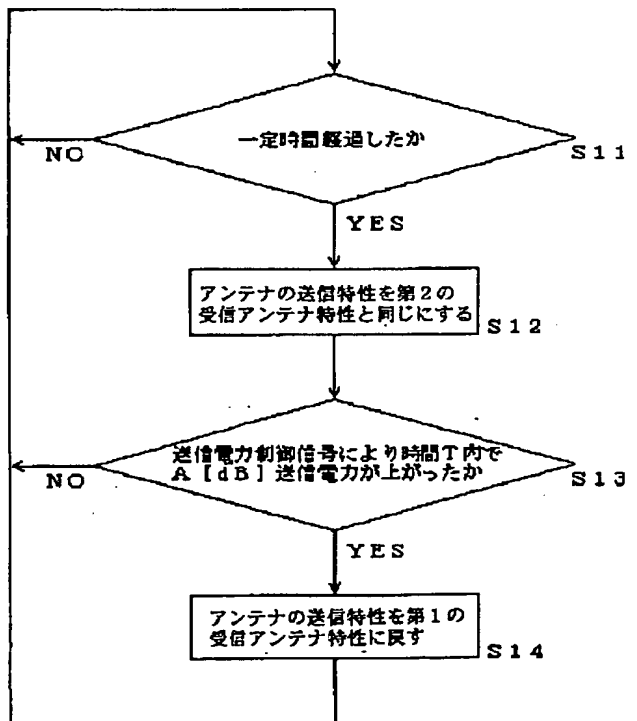 一定時間経過したか
NO
S11
YES
アンテナの送信特性を第2の
受信アンテナ特性と同じにする
S12
送信電力制御信号により時間T内で
A[dB]送信電力が上がったか
NO
S13
YES
アンテナの送信特性を第1の
受信アンテナ特性に戻す
S14